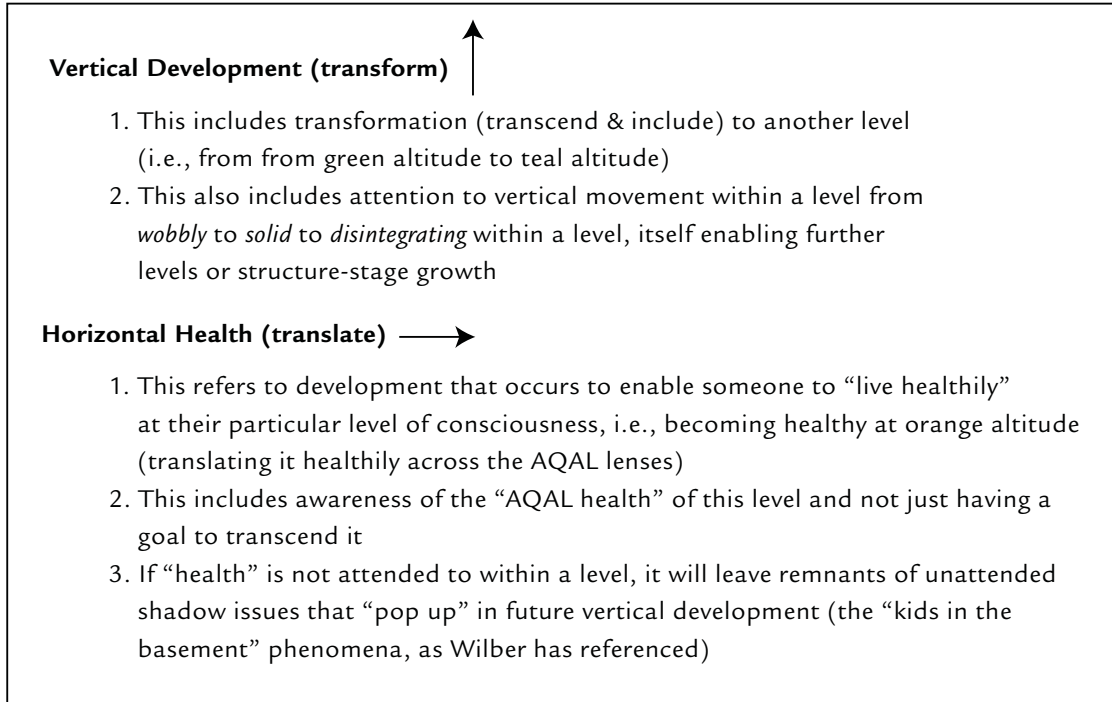 Vertical Development (transform)
1. This includes transformation (transcend & include) to another level
(i.e., from from green altitude to teal altitude)
2. This also includes attention to vertical movement within a level from
wobbly to solid to disintegrating within a level, itself enabling further
levels or structure-stage growth
Horizontal Health (translate)
1. This refers to development that occurs to enable someone to “live healthily”
at their particular level of consciousness, i.e., becoming healthy at orange altitude
(translating it healthily across the AQAL lenses)
2. This includes awareness of the “AQAL health” of this level and not just having a
goal to transcend it
3. If “health” is not attended to within a level, it will leave remnants of unattended
shadow issues that “pop up” in future vertical development (the “kids in the
basement” phenomena, as Wilber has referenced)